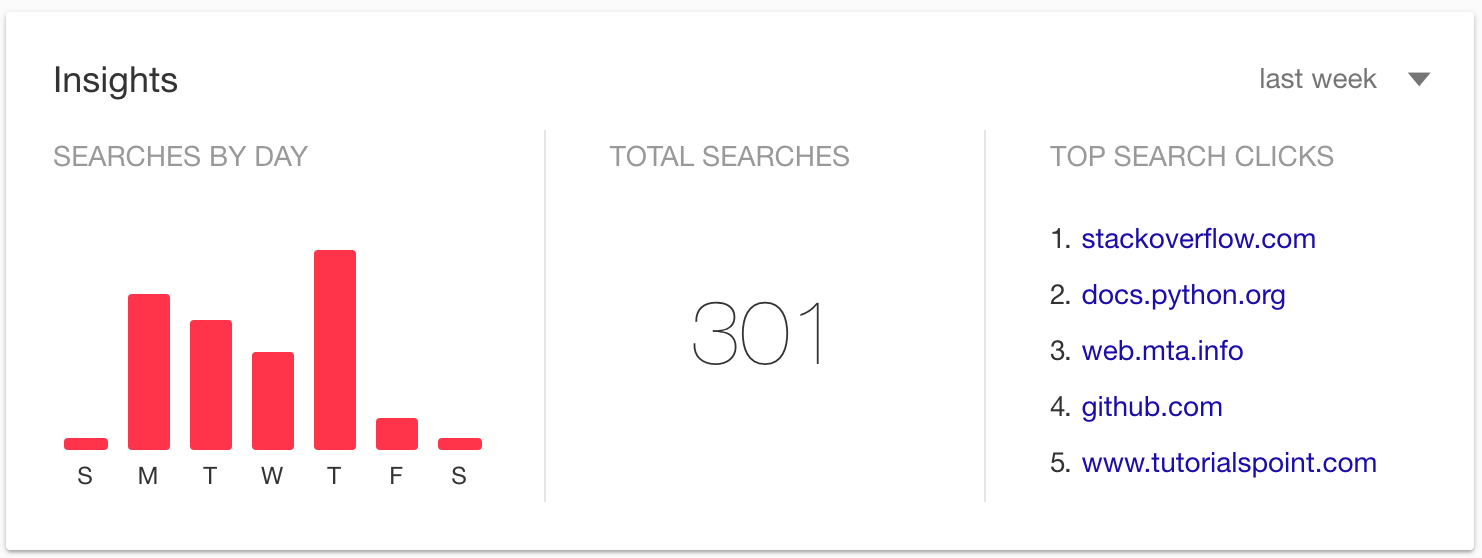 Insights
last week
SEARCHES BY DAY
S M T W T F S
TOTAL SEARCHES
301
TOP SEARCH CLICKS
1. stackoverflow.com
2. docs.python.org
3. web.mta.info
4. github.com
5. www.tutorialspoint.com